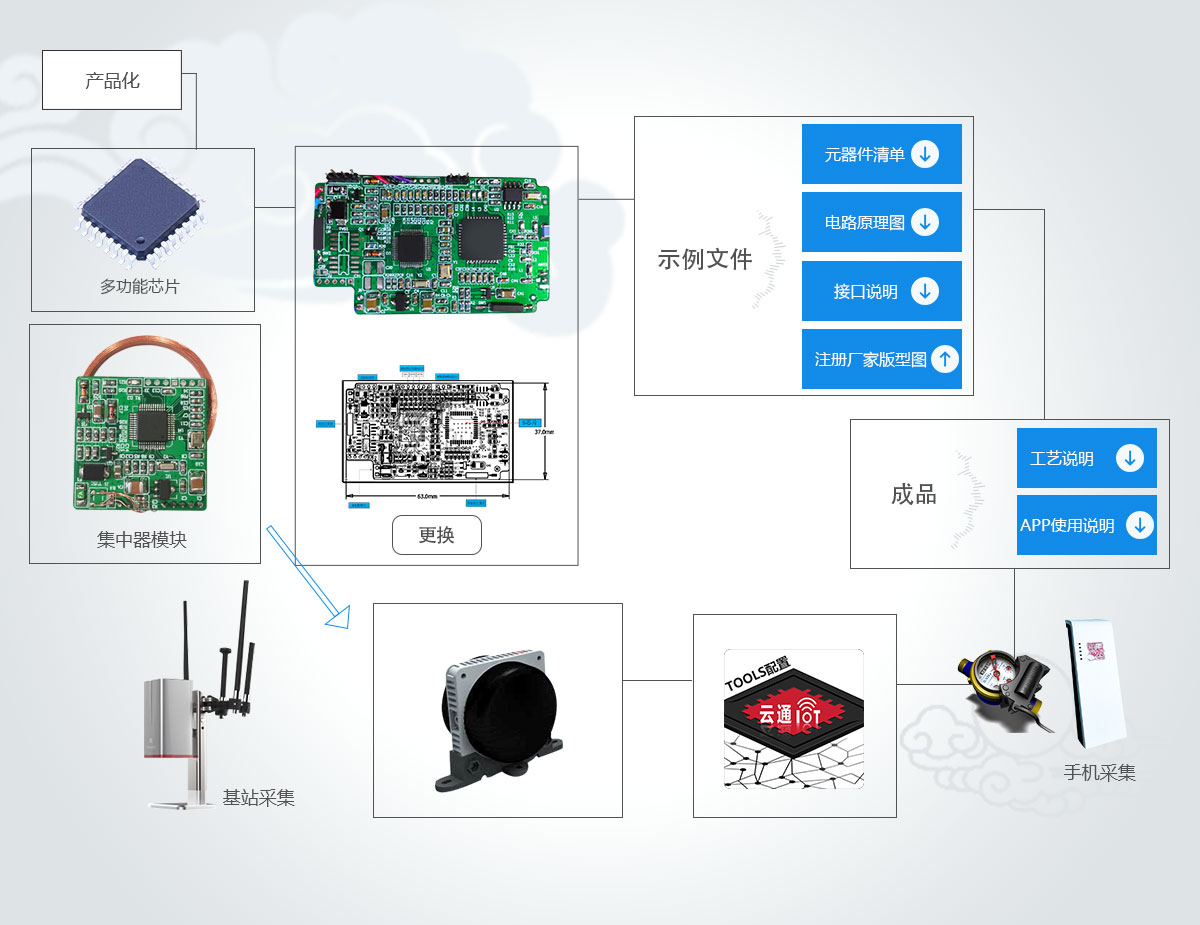 产品化
多功能芯片
集中器模块
63.0mm
37.0mm
更换
示例文件
元器件清单
电路原理图
接口说明
注册厂家版型图
成品
工艺说明
APP使用说明
基站采集
TOOLS配置
云通IOT
手机采集